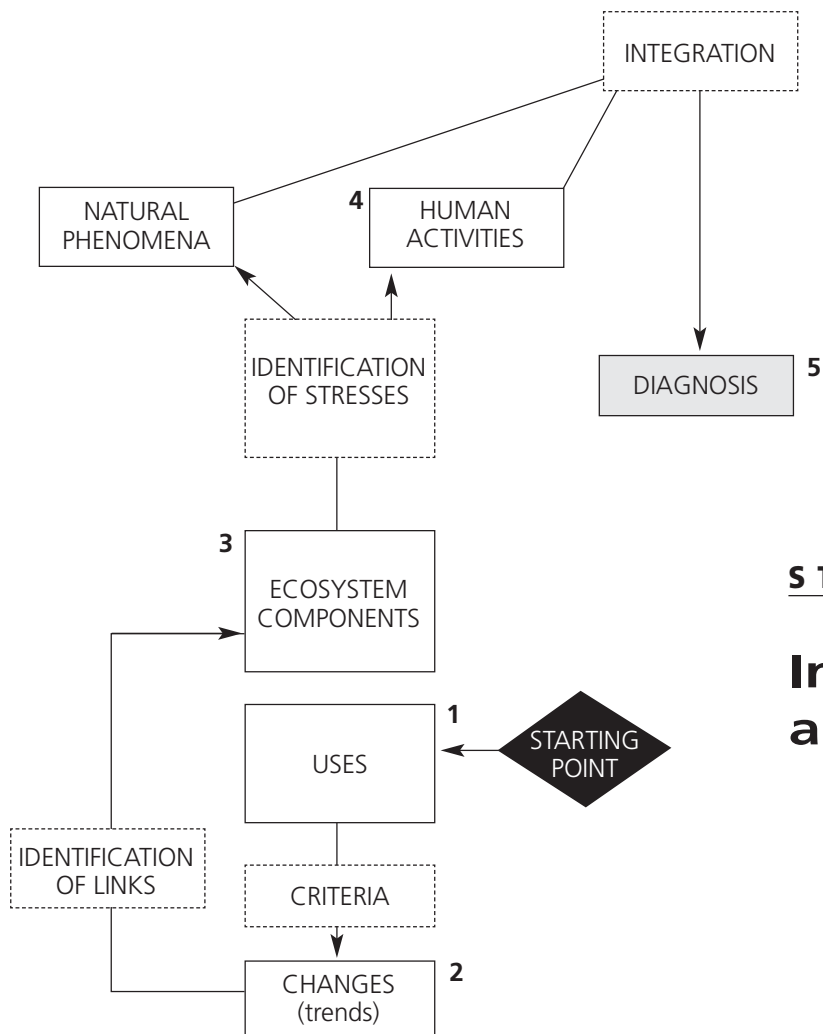 INTEGRATION
NATURAL
PHENOMENA
4
HUMAN
ACTIVITIES
IDENTIFICATION
OF STRESSES
DIAGNOSIS
5
3
ECOSYSTEM
COMPONENTS
S T
In
a
1
USES
STARTING
POINT
IDENTIFICATION
OF LINKS
CRITERIA
CHANGES
(trends)
2